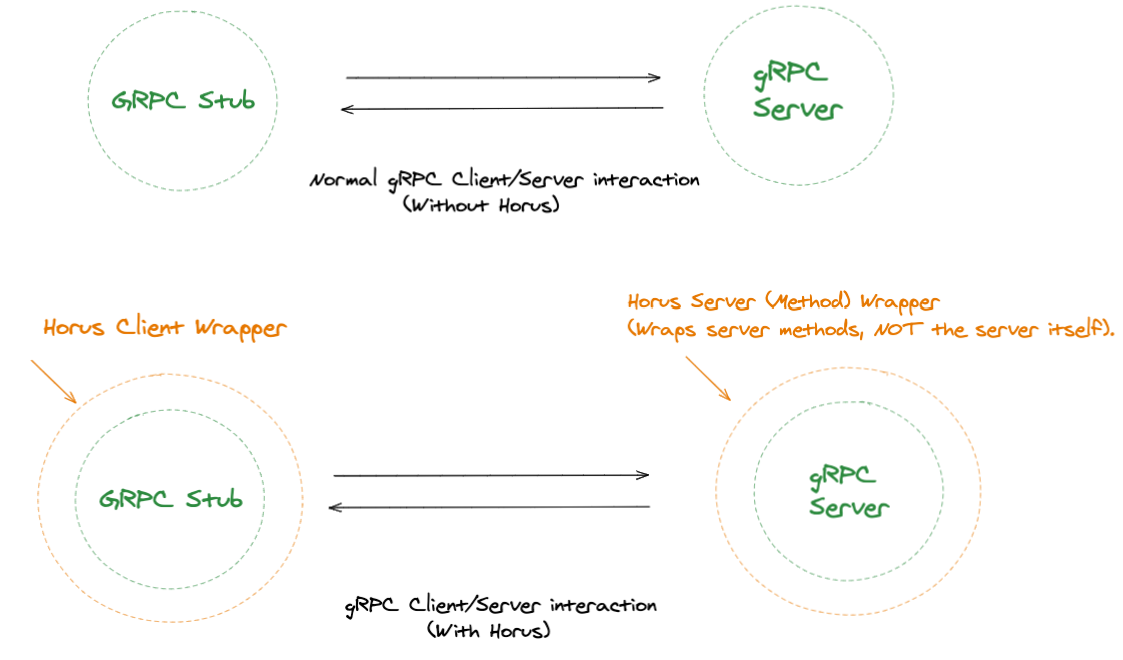 GRPC Stub
gRPC
Server
Normal gRPC Client/Server interaction
(Without Horus)
Horus Client Wrapper
Horus Server (Method) Wrapper
(Wraps server methods, NOT the server itself).
GRPC Stub
gRPC
Server
gRPC Client/Server interaction
(With Horus)